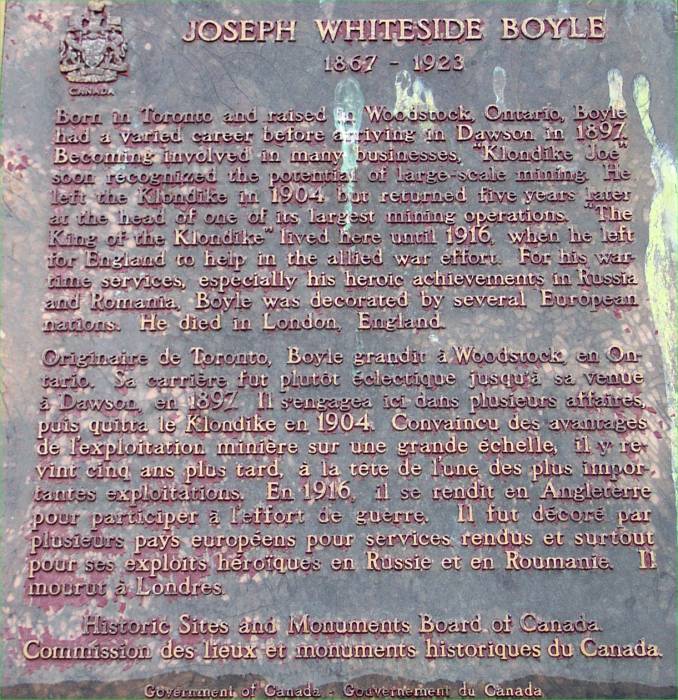 CANADA
JOSEPH WHITESIDE BOYLE
1867 - 1923
Born in Toronto and raised in Woodstock, Ontario, Boyle
had a varied career before arriving in Dawson in 1897.
Becoming involved in many businesses, "Klondike Joe"
soon recognized the potential of large-scale mining. He
left the Klondike in 1904 but returned five years later
at the head of one of its largest mining operations. "The
King of the Klondike" lived here until 1916, when he left
for England to help in the allied war effort. For his war-
time services, especially his heroic achievements in Russia
and Romania, Boyle was decorated by several European
nations. He died in London, England.
Originaire de Toronto, Boyle grandit à Woodstock, en On-
tario. Sa carrière fut plutôt éclectique jusqu'à sa venue
à Dawson, en 1897. Il s'engagea ici dans plusieurs affaires,
puis quitta le Klondike en 1904. Convaincu des avantages
de l'exploitation minière sur une grande échelle, il y re-
vint cinq ans plus tard, à la tête de l'une des plus impor-
tantes exploitations. En 1916, il se rendit en Angleterre
pour participer à l'effort de guerre. Il fut décoré par
plusieurs pays européens pour services rendus et surtout
pour ses exploits héroïques en Russie et en Roumanie. Il
mourut à Londres.
Historic Sites and Monuments Board of Canada.
Commission des lieux et monuments historiques du Canada.
Government of Canada - Gouvernement du Canada